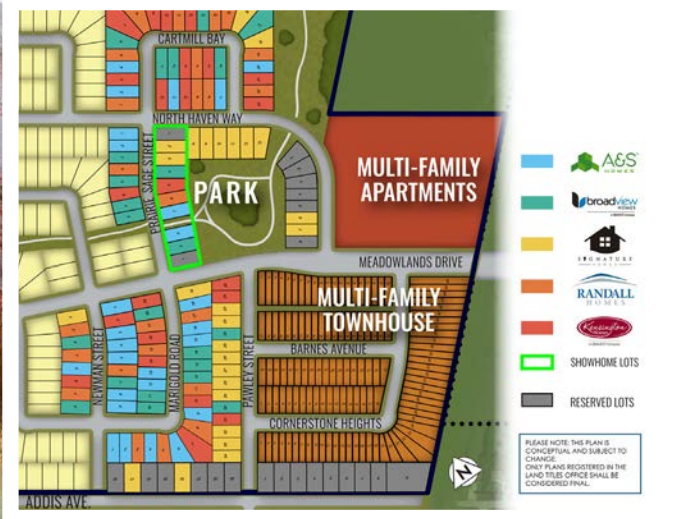 CARTMILL BAY
NORTH HAVEN WAY
PRAIRIE SAGE STREET
PARK
MULTI-FAMILY
APARTMENTS
MEADOWLANDS DRIVE
MULTI-FAMILY
TOWNHOUSE
NEWMAN STREET
MARIGOLD ROAD
PAWLEY STREET
BARNES AVENUE
CORNERSTONE HEIGHTS
ADDIS AVE.
N
A&S
HOMES
broadview
HOMES
SIGNATURE
HOMES
RANDALL
HOMES
Kensington
HOMES
SHOWHOME LOTS
RESERVED LOTS
PLEASE NOTE: THIS PLAN IS
CONCEPTUAL AND SUBJECT TO
CHANGE.
ONLY PLANS REGISTERED IN THE
LAND TITLES OFFICE SHALL BE
CONSIDERED FINAL.